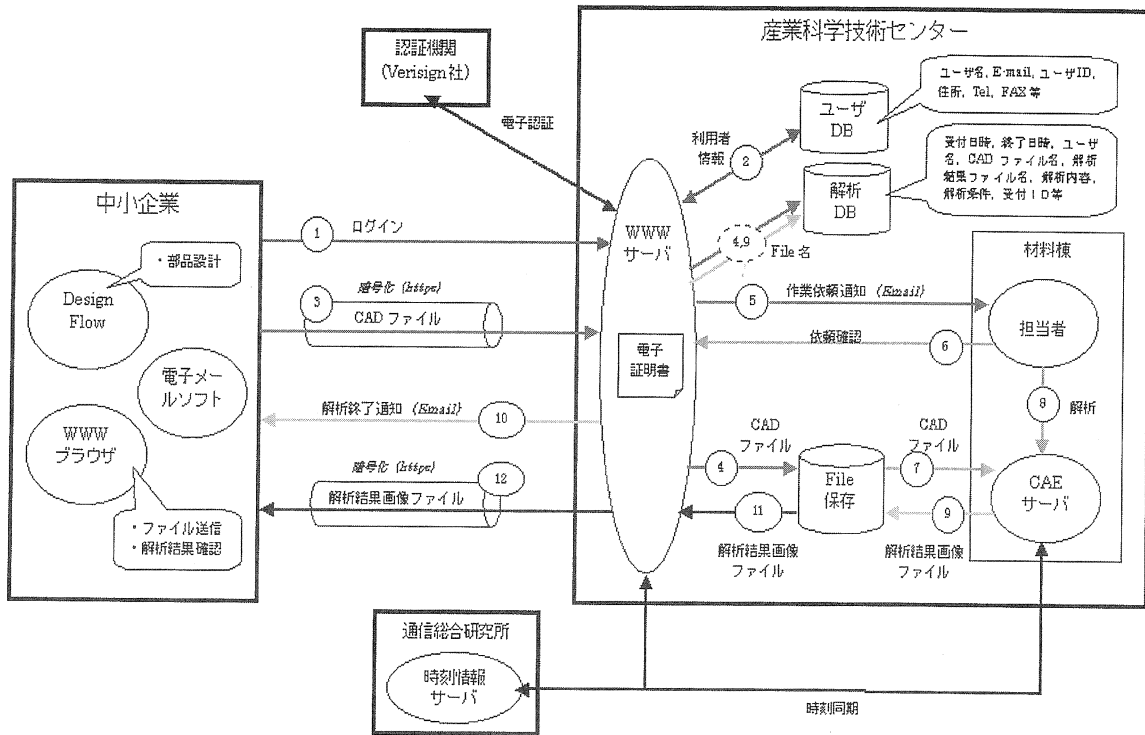 認証機関
(Verisign社)
電子認証
産業科学技術センター
ユーザ名, E-mail, ユーザID,
住所, Tel, FAX 等
ユーザ
DB
利用者
情報
2
受付日時, 終了日時, ユーザ
名, CAD ファイル名, 解析
結果ファイル名, 解析内容,
解析条件, 受付ID等
解析
DB
中小企業
・部品設計
Design
Flow
電子メー
ルソフト
WWW
ブラウザ
・ファイル送信
・解析結果確認
1
ログイン
3
暗号化 (https)
CAD ファイル
解析終了通知 (Email)
10
暗号化 (https)
12
解析結果画像ファイル
WWW
サーバ
電子
証明書
4,9
File 名
5
作業依頼通知 (Email)
依頼確認
6
材料棟
担当者
8
解析
CAD
ファイル
4
File
保存
CAD
ファイル
7
CAE
サーバ
11
9
解析結果画像
ファイル
解析結果画像
ファイル
通信総合研究所
時刻情報
サーバ
時刻同期